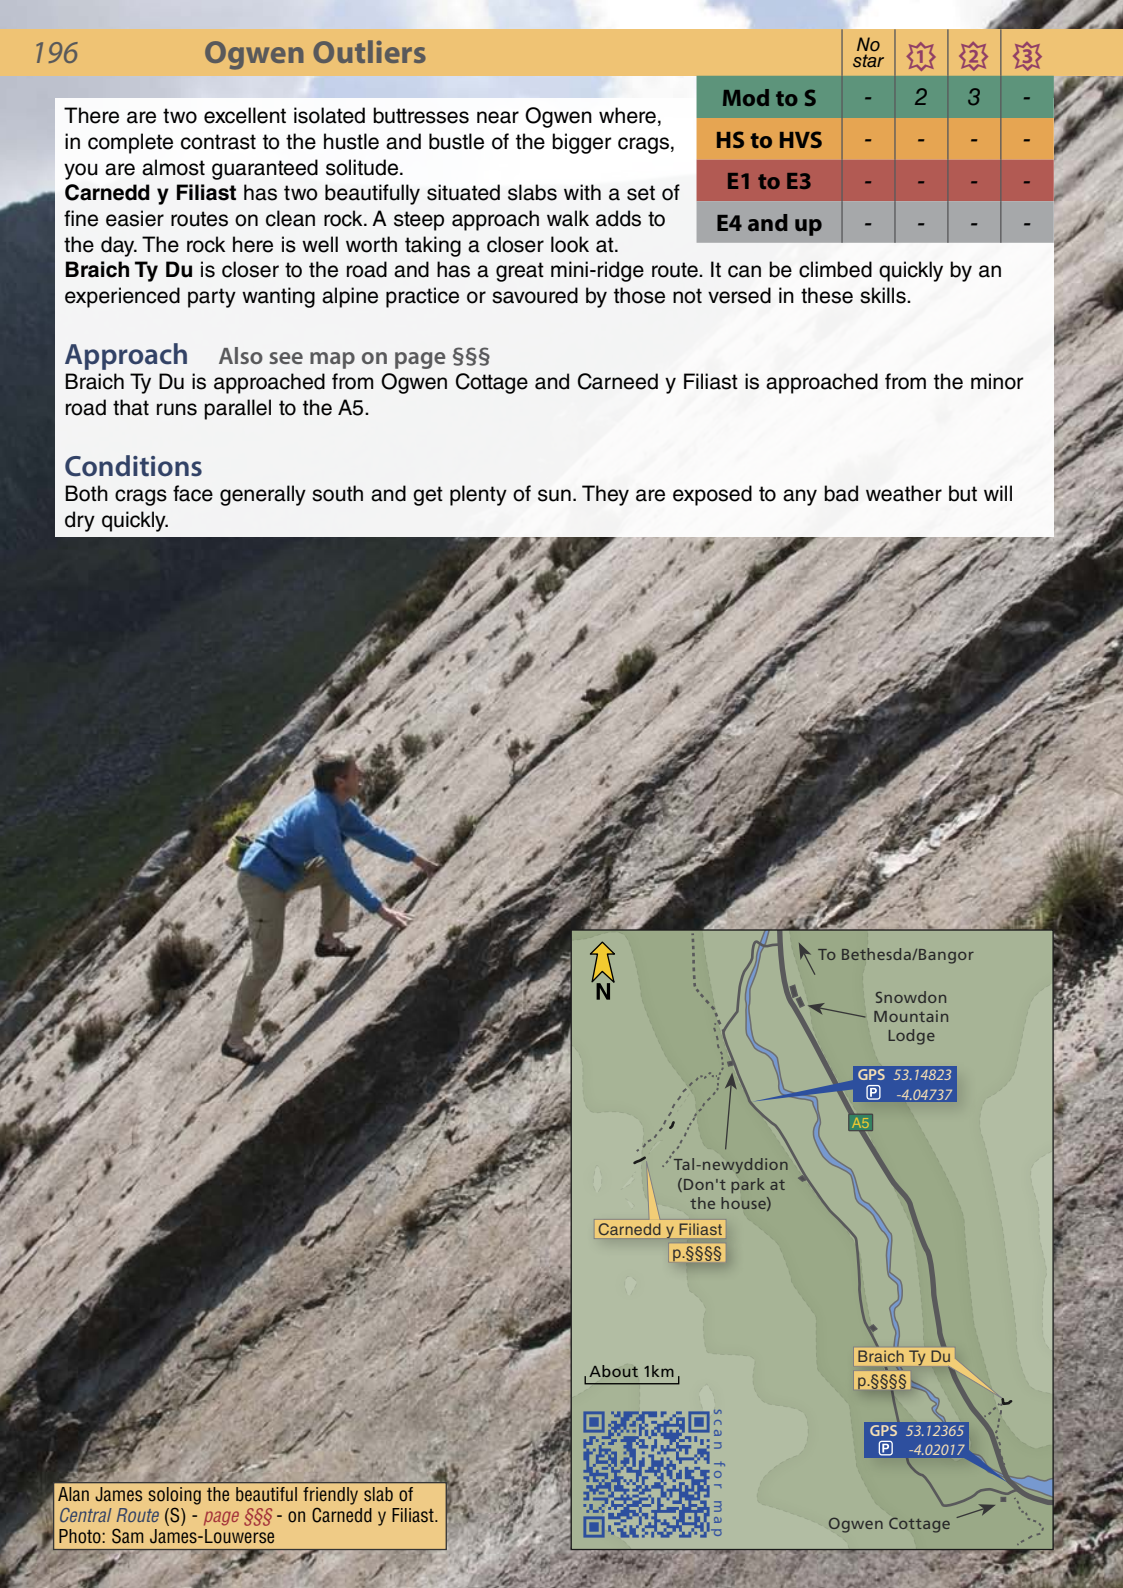 196
Ogwen Outliers
No star 1 2 3
Mod to S - 2 3 -
HS to HVS - - - -
E1 to E3 - - - -
E4 and up - - - -
There are two excellent isolated buttresses near Ogwen where,
in complete contrast to the hustle and bustle of the bigger crags,
you are almost guaranteed solitude.
Carnedd y Filiast has two beautifully situated slabs with a set of
fine easier routes on clean rock. A steep approach walk adds to
the day. The rock here is well worth taking a closer look at.
Braich Ty Du is closer to the road and has a great mini-ridge route. It can be climbed quickly by an
experienced party wanting alpine practice or savoured by those not versed in these skills.
Approach Also see map on page §§§
Braich Ty Du is approached from Ogwen Cottage and Carneed y Filiast is approached from the minor
road that runs parallel to the A5.
Conditions
Both crags face generally south and get plenty of sun. They are exposed to any bad weather but will
dry quickly.
N
To Bethesda/Bangor
Snowdon
Mountain
Lodge
GPS 53.14823
P -4.04737
A5
Tal-newyddion
(Don't park at
the house)
Carnedd y Filiast
p.§§§§
Braich Ty Du
p.§§§§
About 1km
GPS 53.12365
P -4.02017
scan for map
Ogwen Cottage
Alan James soloing the beautiful friendly slab of
Central Route (S) - page §§§ - on Carnedd y Filiast.
Photo: Sam James-Louwerse